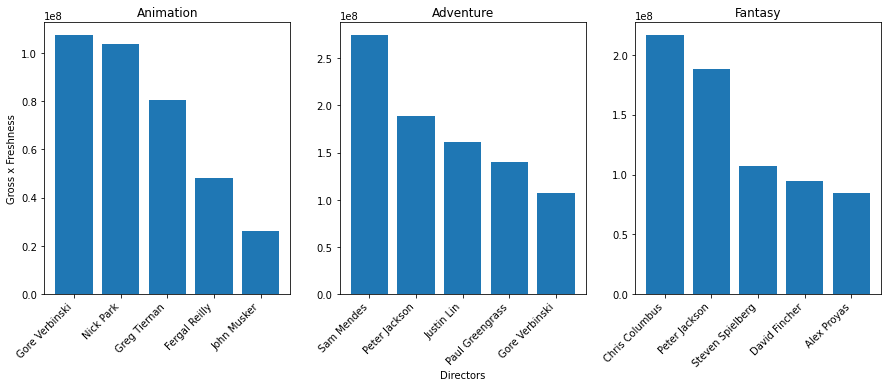 Animation
1e8
1.0
0.8
0.6
0.4
0.2
0.0
Gross x Freshness
Gore Verbinski
Nick Park
Greg Tiernan
Fergal Reilly
John Musker
Adventure
1e8
2.5
2.0
1.5
1.0
0.5
0.0
Sam Mendes
Peter Jackson
Justin Lin
Paul Greengrass
Gore Verbinski
Directors
Fantasy
1e8
2.0
1.5
1.0
0.5
0.0
Chris Columbus
Peter Jackson
Steven Spielberg
David Fincher
Alex Proyas